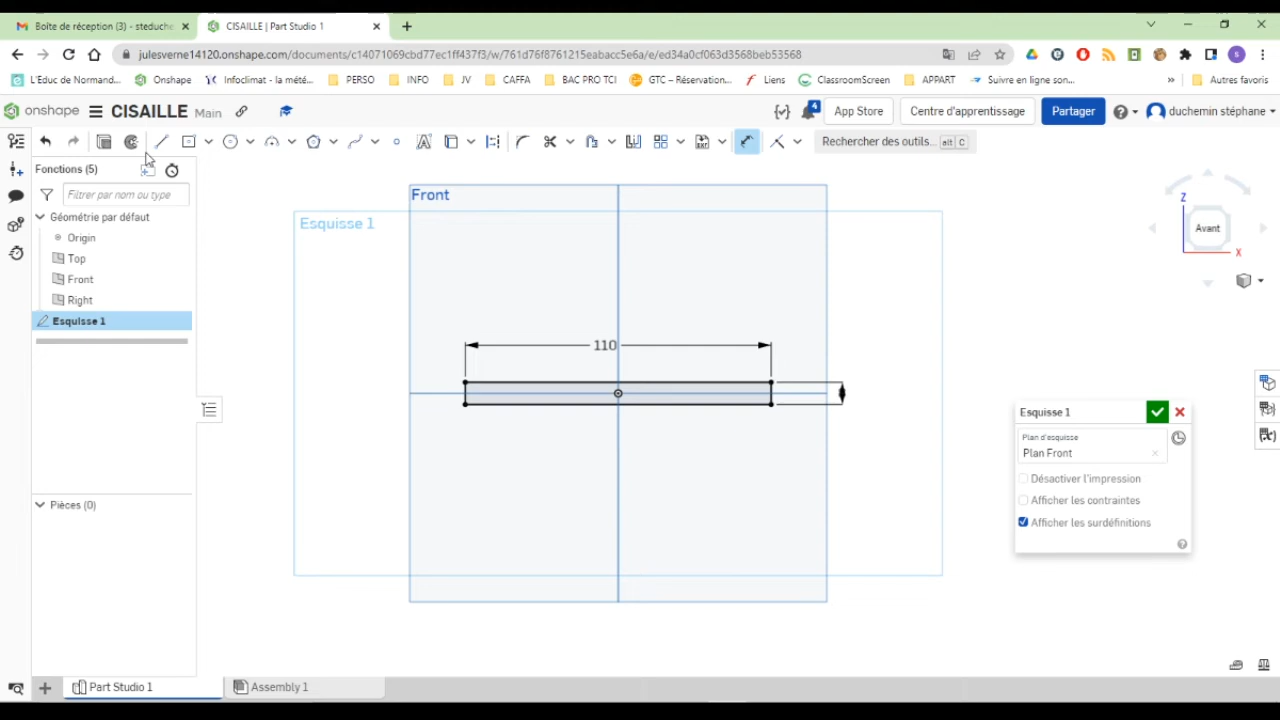 Boîte de réception (3) - steduche
CISAILLE | Part Studio 1
julesverne14120.onshape.com/documents/c14071069cbd77ec1ff437f3/w/761d76f8761215eabacc5e6a/e/ed34a0cf063d3568beb53568
S
L'Educ de Normand...
Onshape
Infoclimat - la mété...
PERSO
INFO
JV
CAFFA
BAC PRO TCI
GTC – Réservation...
Liens
ClassroomScreen
APPART
Suivre en ligne son...
»
Autres favoris
onshape
CISAILLE
Main
4
App Store
Centre d'apprentissage
Partager
duchemin stéphane
Rechercher des outils...
alt C
Fonctions (5)
Filtrer par nom ou type
Géométrie par défaut
Origin
Top
Front
Right
Esquisse 1
Pièces (0)
Front
Esquisse 1
110
Z
Avant
X
Esquisse 1
Plan d'esquisse
Plan Front
Désactiver l'impression
Afficher les contraintes
Afficher les surdéfinitions
Part Studio 1
Assembly 1